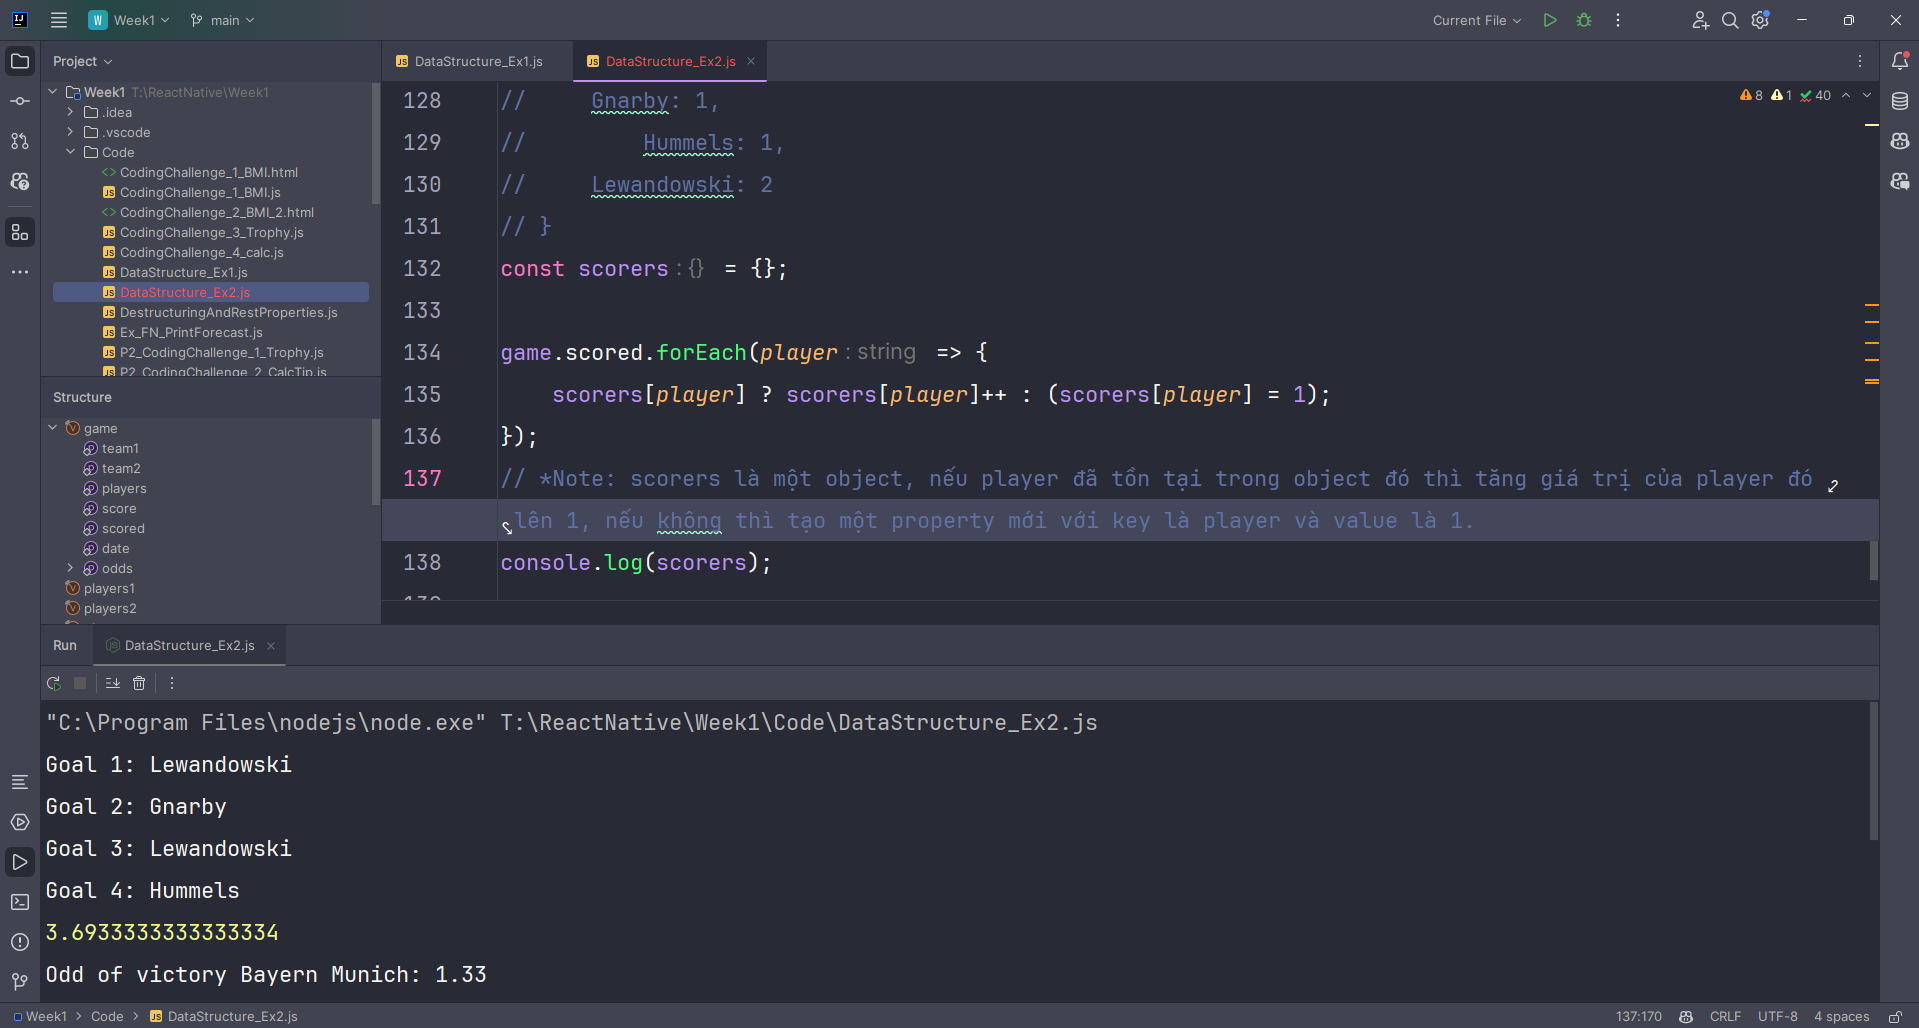 W Week1 main Current File
Project
Week1 T:\ReactNative\Week1
.idea
.vscode
Code
CodingChallenge_1_BMI.html
CodingChallenge_1_BMI.js
CodingChallenge_2_BMI_2.html
CodingChallenge_3_Trophy.js
CodingChallenge_4_calc.js
DataStructure_Ex1.js
DataStructure_Ex2.js
DestructuringAndRestProperties.js
Ex_FN_PrintForecast.js
P2_CodingChallenge_1_Trophy.js
P2_CodingChallenge_2_CalcTip.js
Structure
game
team1
team2
players
score
scored
date
odds
players1
players2
DataStructure_Ex1.js DataStructure_Ex2.js
8 1 40
128 // Gnarby: 1,
129 // Hummels: 1,
130 // Lewandowski: 2
131 // }
132 const scorers : {} = {};
133
134 game.scored.forEach(player : string => {
135 scorers[player] ? scorers[player]++ : (scorers[player] = 1);
136 });
137 // *Note: scorers là một object, nếu player đã tồn tại trong object đó thì tăng giá trị của player đó
lên 1, nếu không thì tạo một property mới với key là player và value là 1.
138 console.log(scorers);
Run DataStructure_Ex2.js
"C:\Program Files\nodejs\node.exe" T:\ReactNative\Week1\Code\DataStructure_Ex2.js
Goal 1: Lewandowski
Goal 2: Gnarby
Goal 3: Lewandowski
Goal 4: Hummels
3.6933333333333334
Odd of victory Bayern Munich: 1.33
Week1 > Code > DataStructure_Ex2.js 137:170 CRLF UTF-8 4 spaces